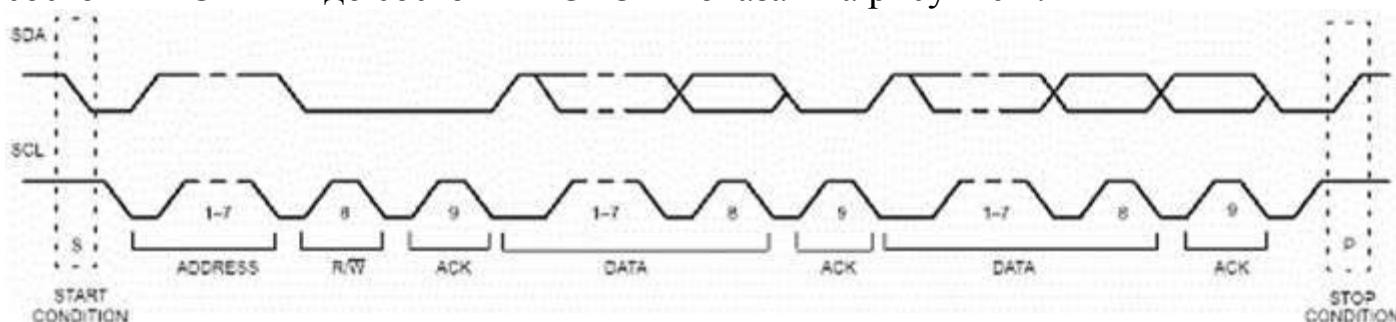 SDA
SCL
1–7 8 9 1–7 8 9 1–7 8 9
S P
ADDRESS R/W̅ ACK DATA ACK DATA ACK
START STOP
CONDITION CONDITION